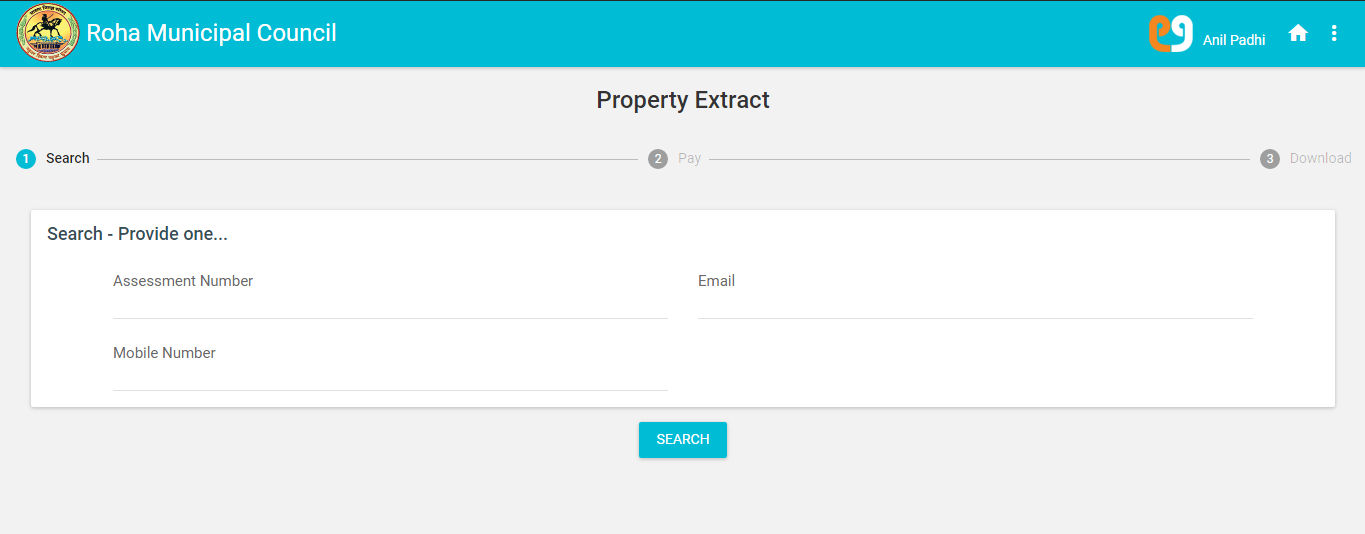 Roha Municipal Council
Anil Padhi
Property Extract
1 Search
2 Pay
3 Download
Search - Provide one...
Assessment Number
Email
Mobile Number
SEARCH